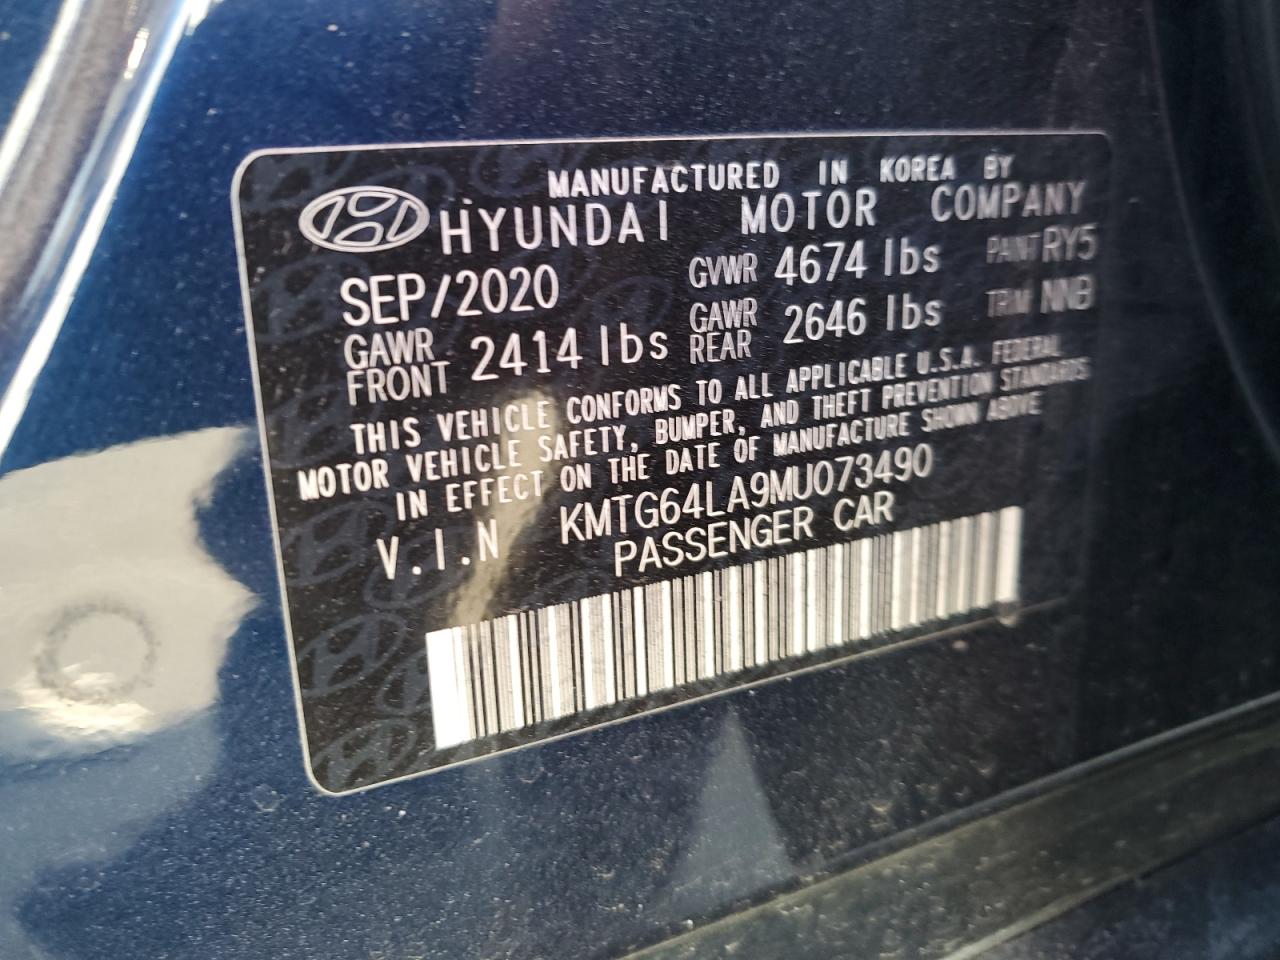 MANUFACTURED IN KOREA BY
HYUNDAI MOTOR COMPANY
SEP/2020 GVWR 4674 lbs PAINT RY5
GAWR FRONT 2414 lbs GAWR REAR 2646 lbs TRIM NNB
THIS VEHICLE CONFORMS TO ALL APPLICABLE U.S.A. FEDERAL
MOTOR VEHICLE SAFETY, BUMPER, AND THEFT PREVENTION STANDARDS
IN EFFECT ON THE DATE OF MANUFACTURE SHOWN ABOVE
V.I.N KMTG64LA9MU073490
PASSENGER CAR